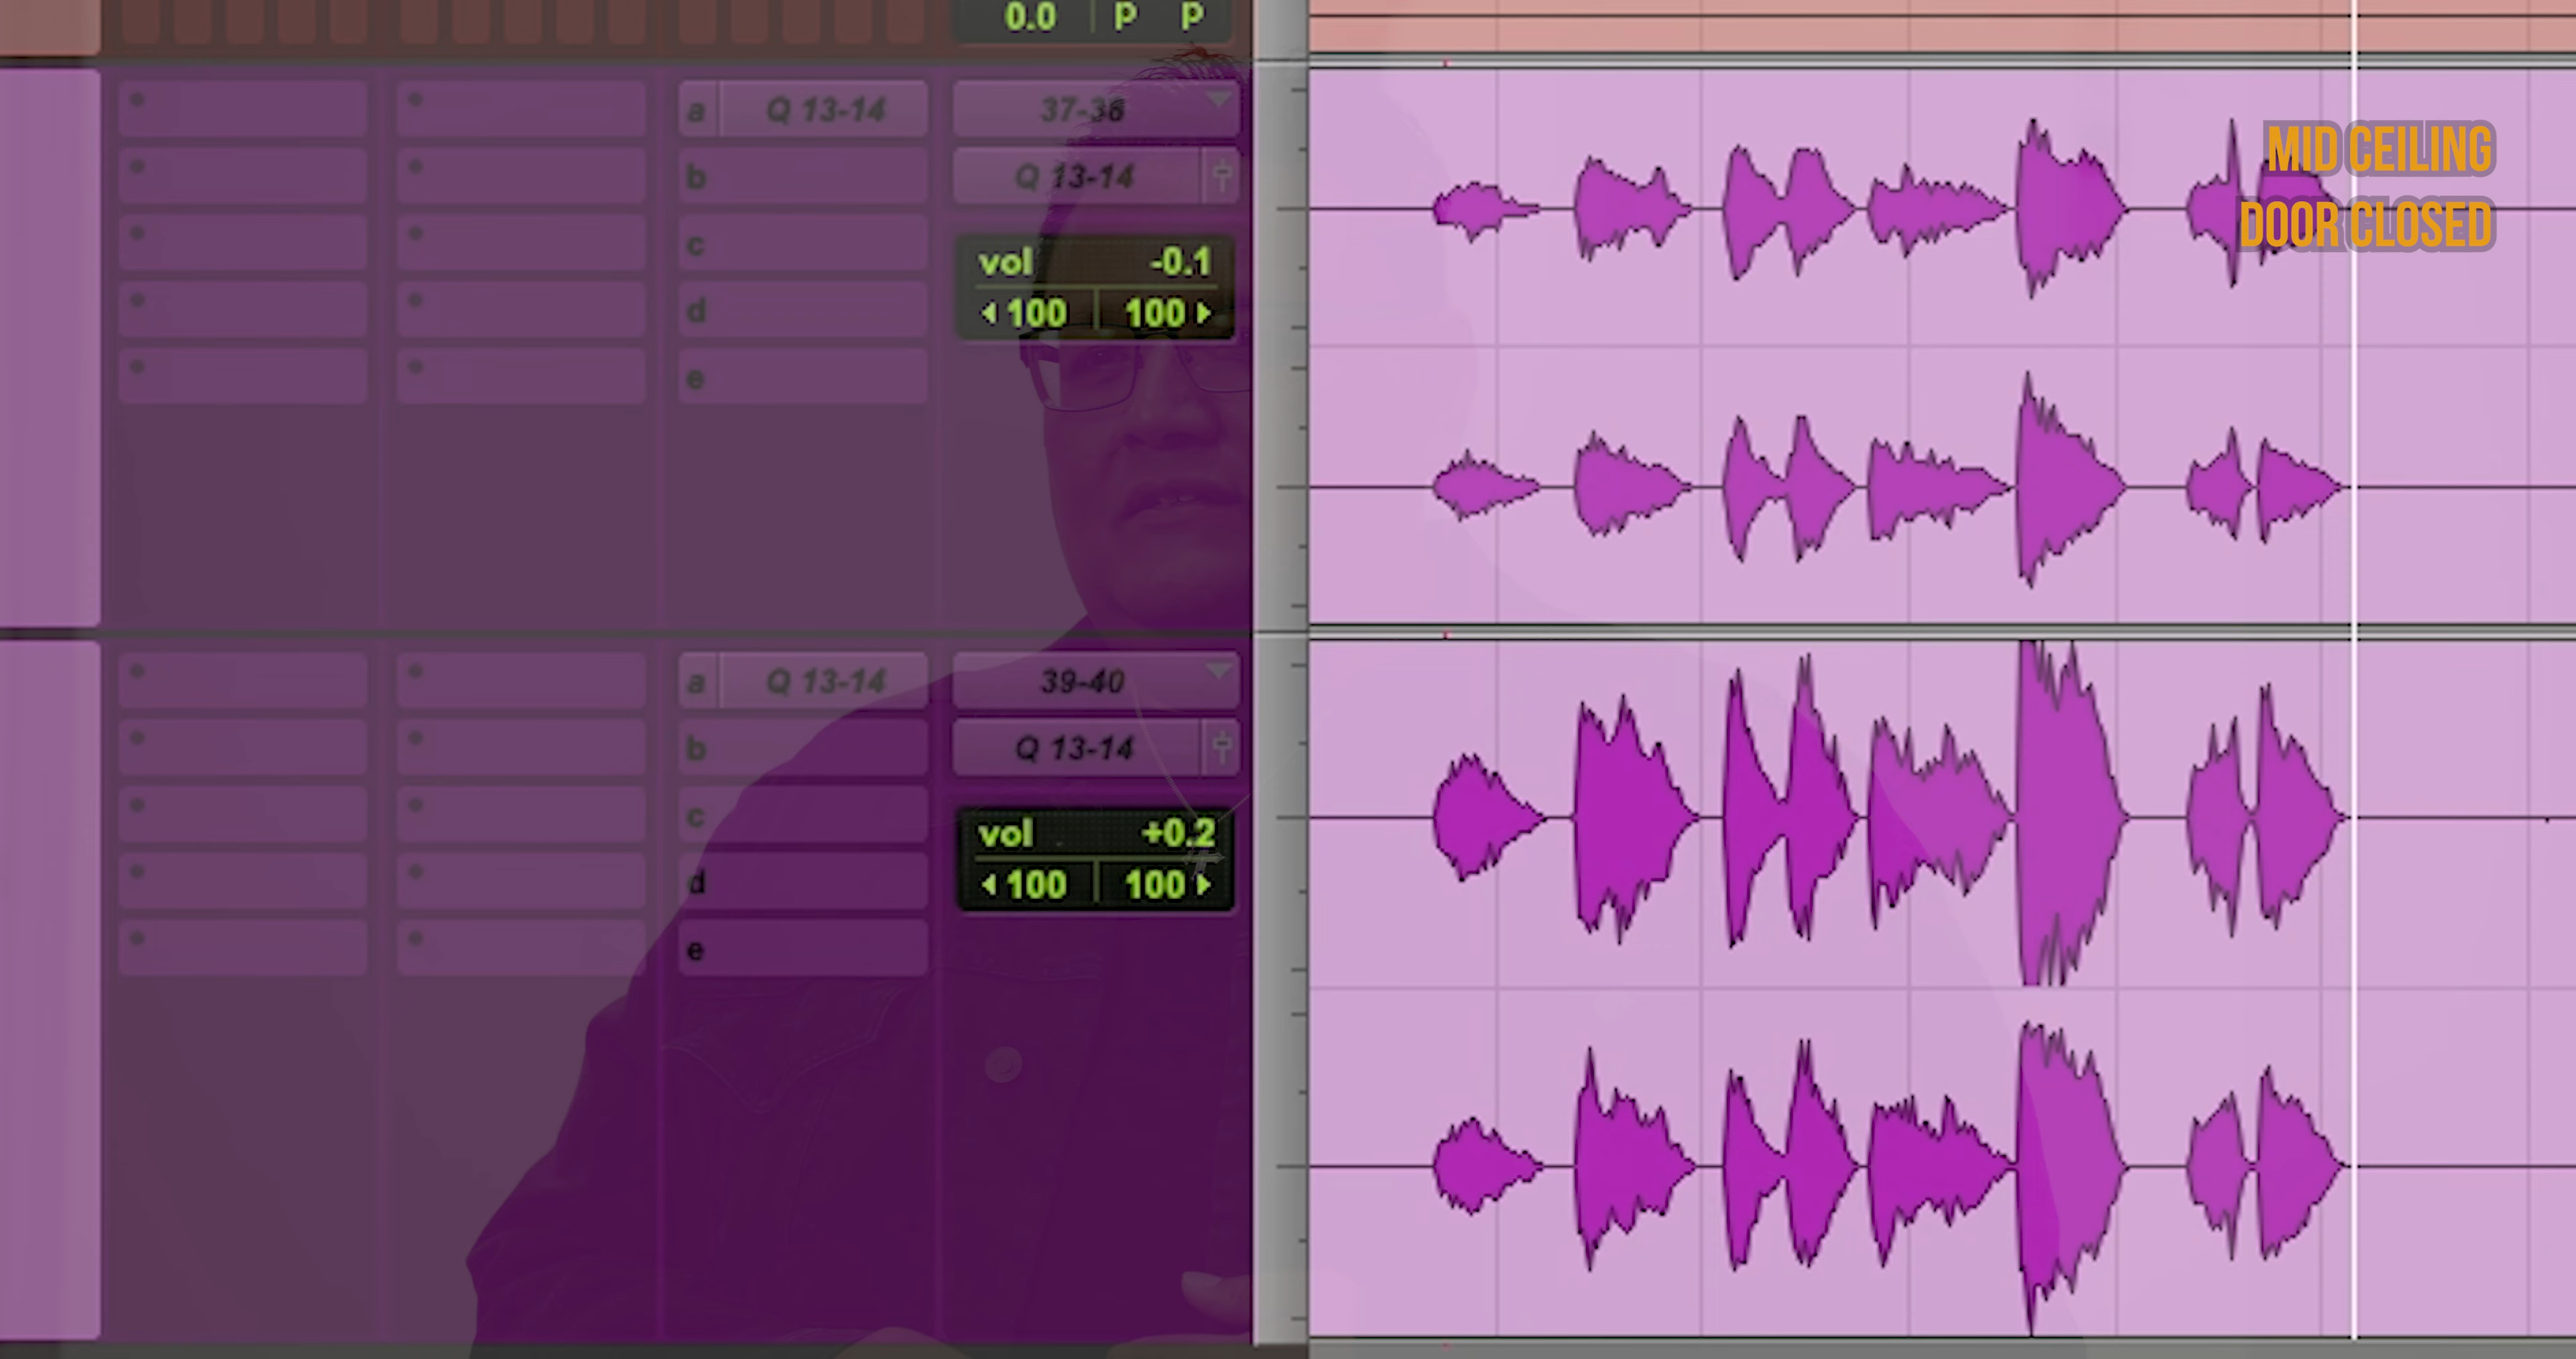 0.0 P P
a Q 13-14 37-38
b Q 13-14
c
vol -0.1
d
100 100
e
MID CEILING
DOOR CLOSED
a Q 13-14 39-40
b Q 13-14
c
vol +0.2
d
100 100
e